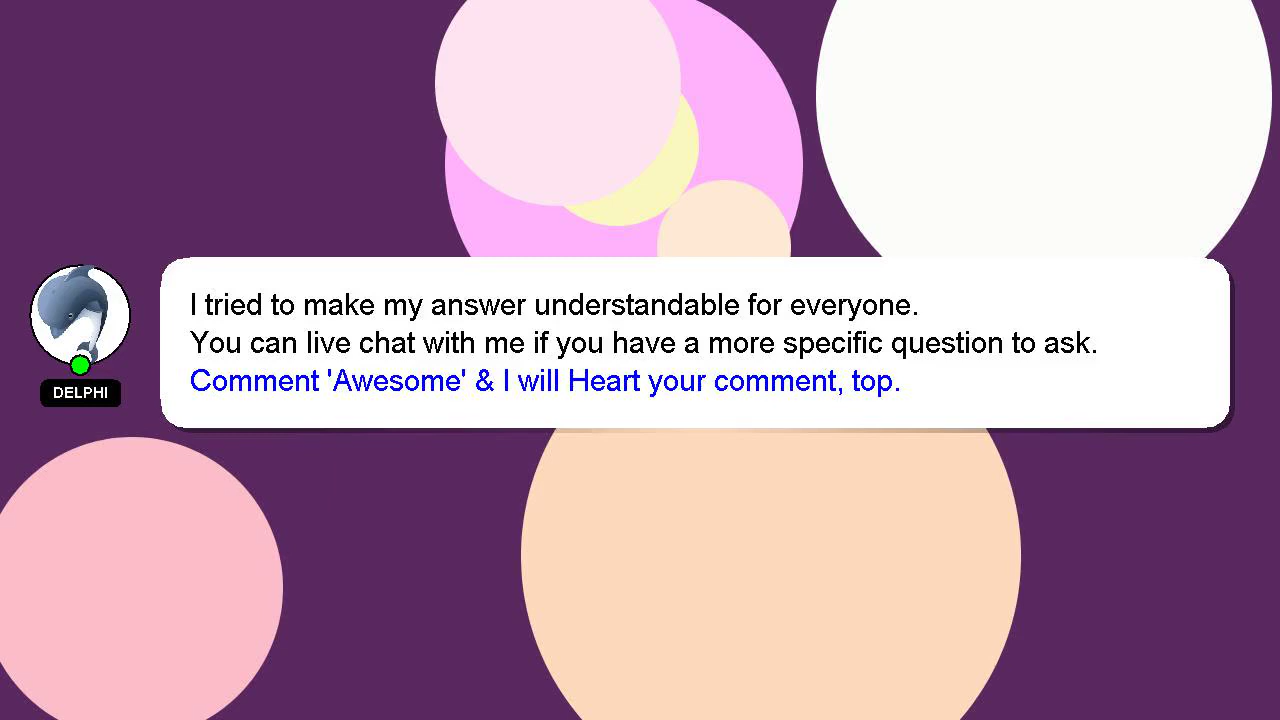 I tried to make my answer understandable for everyone.
You can live chat with me if you have a more specific question to ask.
Comment 'Awesome' & I will Heart your comment, top.
DELPHI